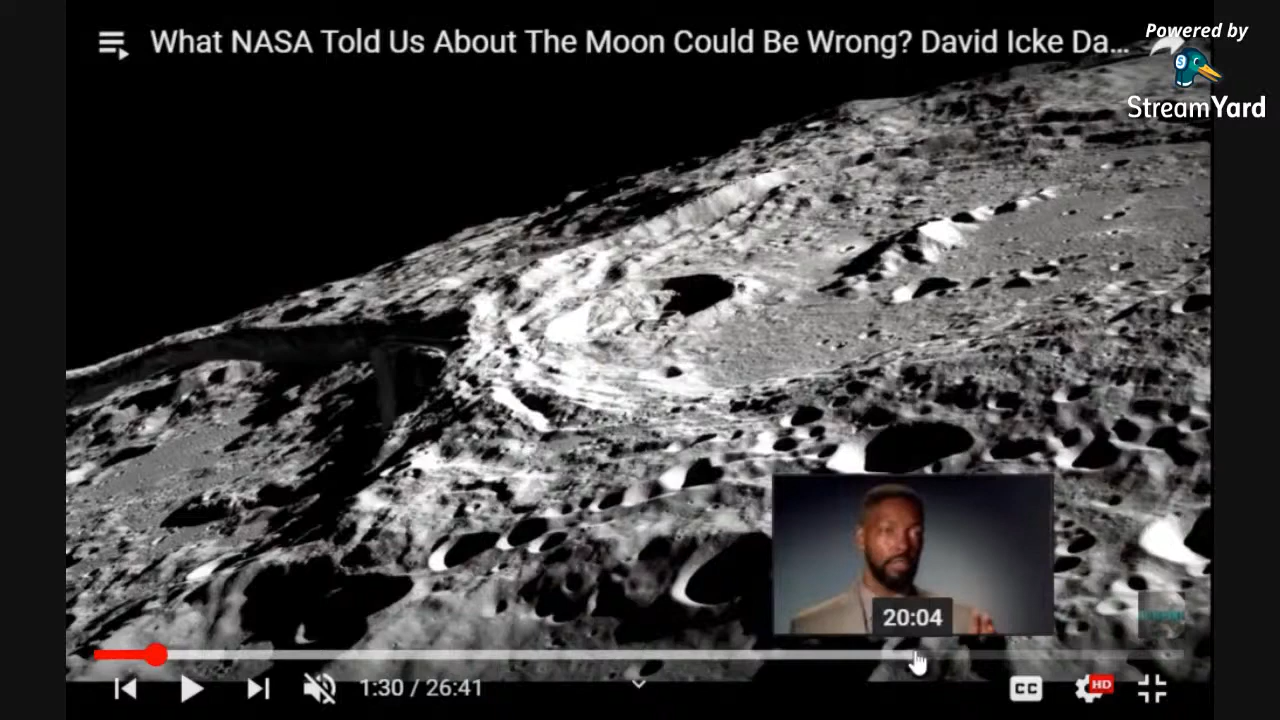 What NASA Told Us About The Moon Could Be Wrong? David Icke Da...
Powered by
StreamYard
20:04
1:30 / 26:41
CC
HD